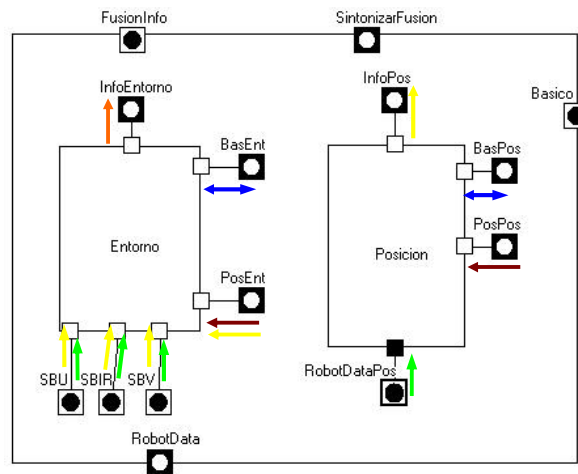 FusionInfo
SintonizarFusion
InfoEntorno
InfoPos
Basico
BasEnt
BasPos
Entorno
Posicion
PosPos
PosEnt
SBU
SBIR
SBV
RobotDataPos
RobotData